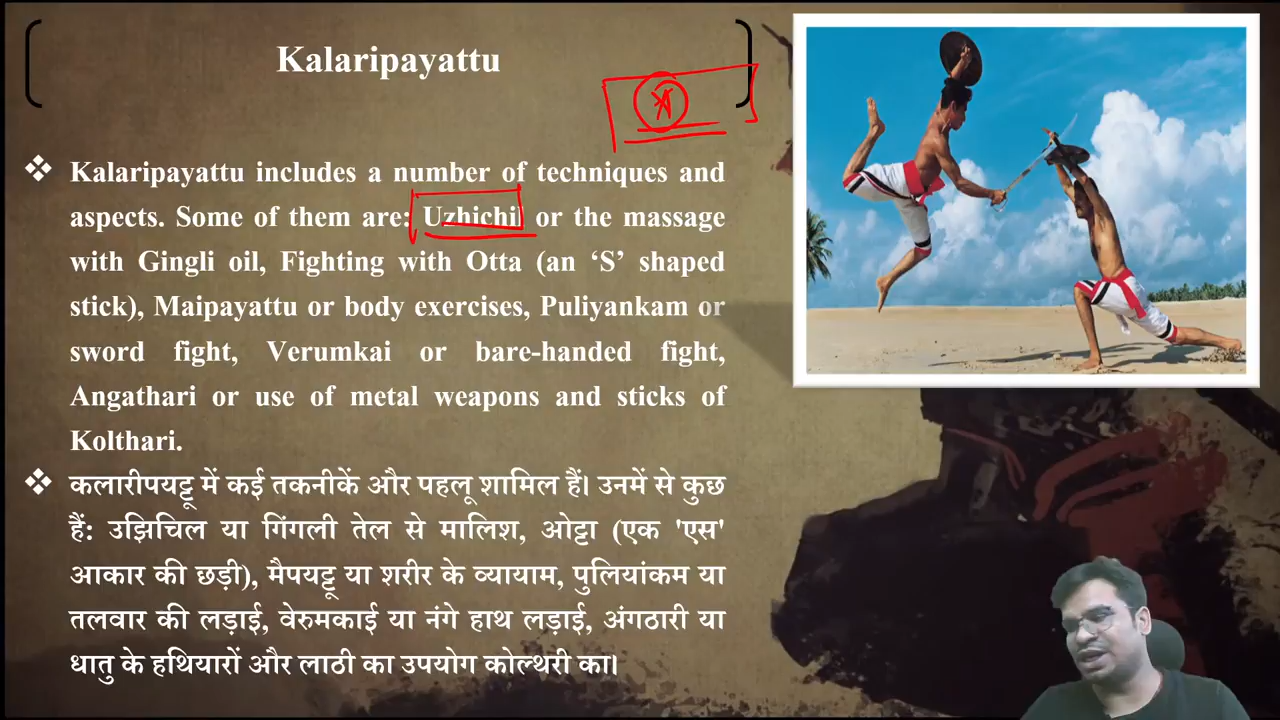 Kalaripayattu
❖ Kalaripayattu includes a number of techniques and
aspects. Some of them are: Uzhichil or the massage
with Gingli oil, Fighting with Otta (an ‘S’ shaped
stick), Maipayattu or body exercises, Puliyankam or
sword fight, Verumkai or bare-handed fight,
Angathari or use of metal weapons and sticks of
Kolthari.
❖ कलारीपयट्टू में कई तकनीकें और पहलू शामिल हैं। उनमें से कुछ
हैं: उझिचिल या गिंगली तेल से मालिश, ओट्टा (एक 'एस'
आकार की छड़ी), मैपयट्टू या शरीर के व्यायाम, पुलियांकम या
तलवार की लड़ाई, वेरुमकाई या नंगे हाथ लड़ाई, अंगठारी या
धातु के हथियारों और लाठी का उपयोग कोल्थरी का।